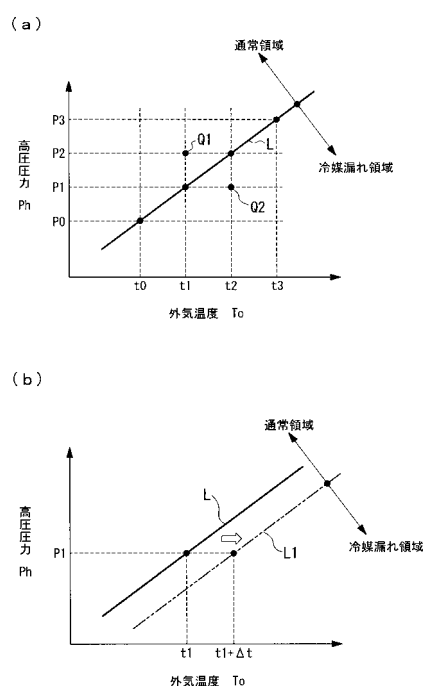 (a)
通常領域
P3
P2
Q1
L
冷媒漏れ領域
高圧圧力 Ph
P1
Q2
P0
t0 t1 t2 t3
外気温度 To
(b)
通常領域
L
高圧圧力 Ph
P1
L1
冷媒漏れ領域
t1 t1+Δt
外気温度 To